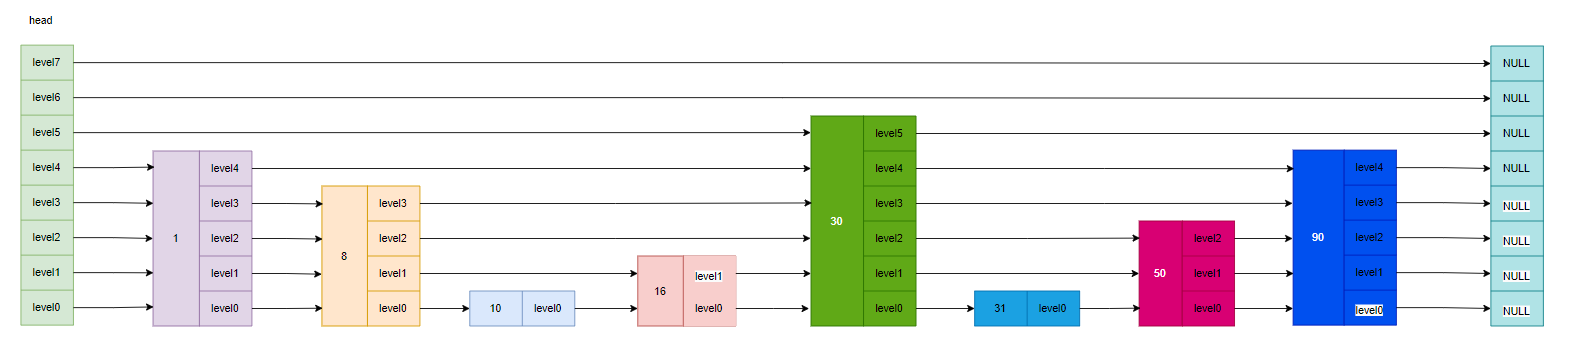 head
level7 NULL
level6 NULL
level5 level5 NULL
level4 level4 level4 level4 NULL
level3 level3 level3 level3 level3 NULL
30
level2 1 level2 level2 level2 level2 90 level2 NULL
8
level1 level1 level1 level1 level1 50 level1 level1 NULL
16
level0 level0 level0 10 level0 level0 level0 31 level0 level0 level0 NULL